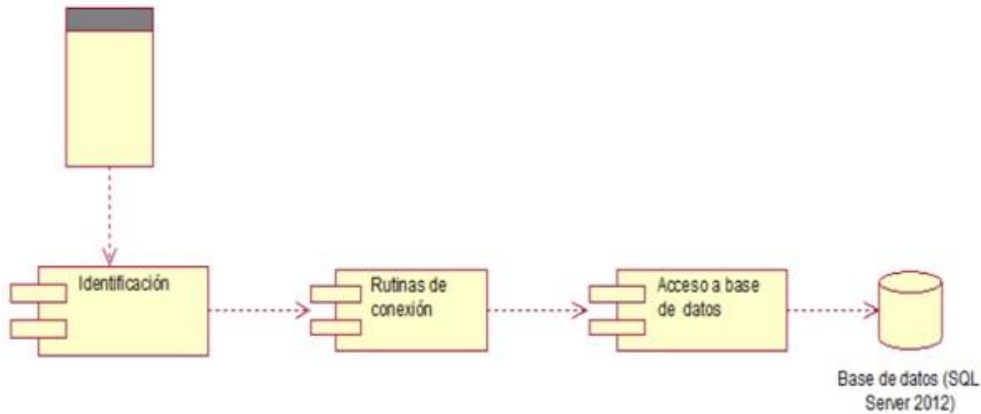 Identificación
Rutinas de
conexión
Acceso a base
de datos
Base de datos (SQL
Server 2012)